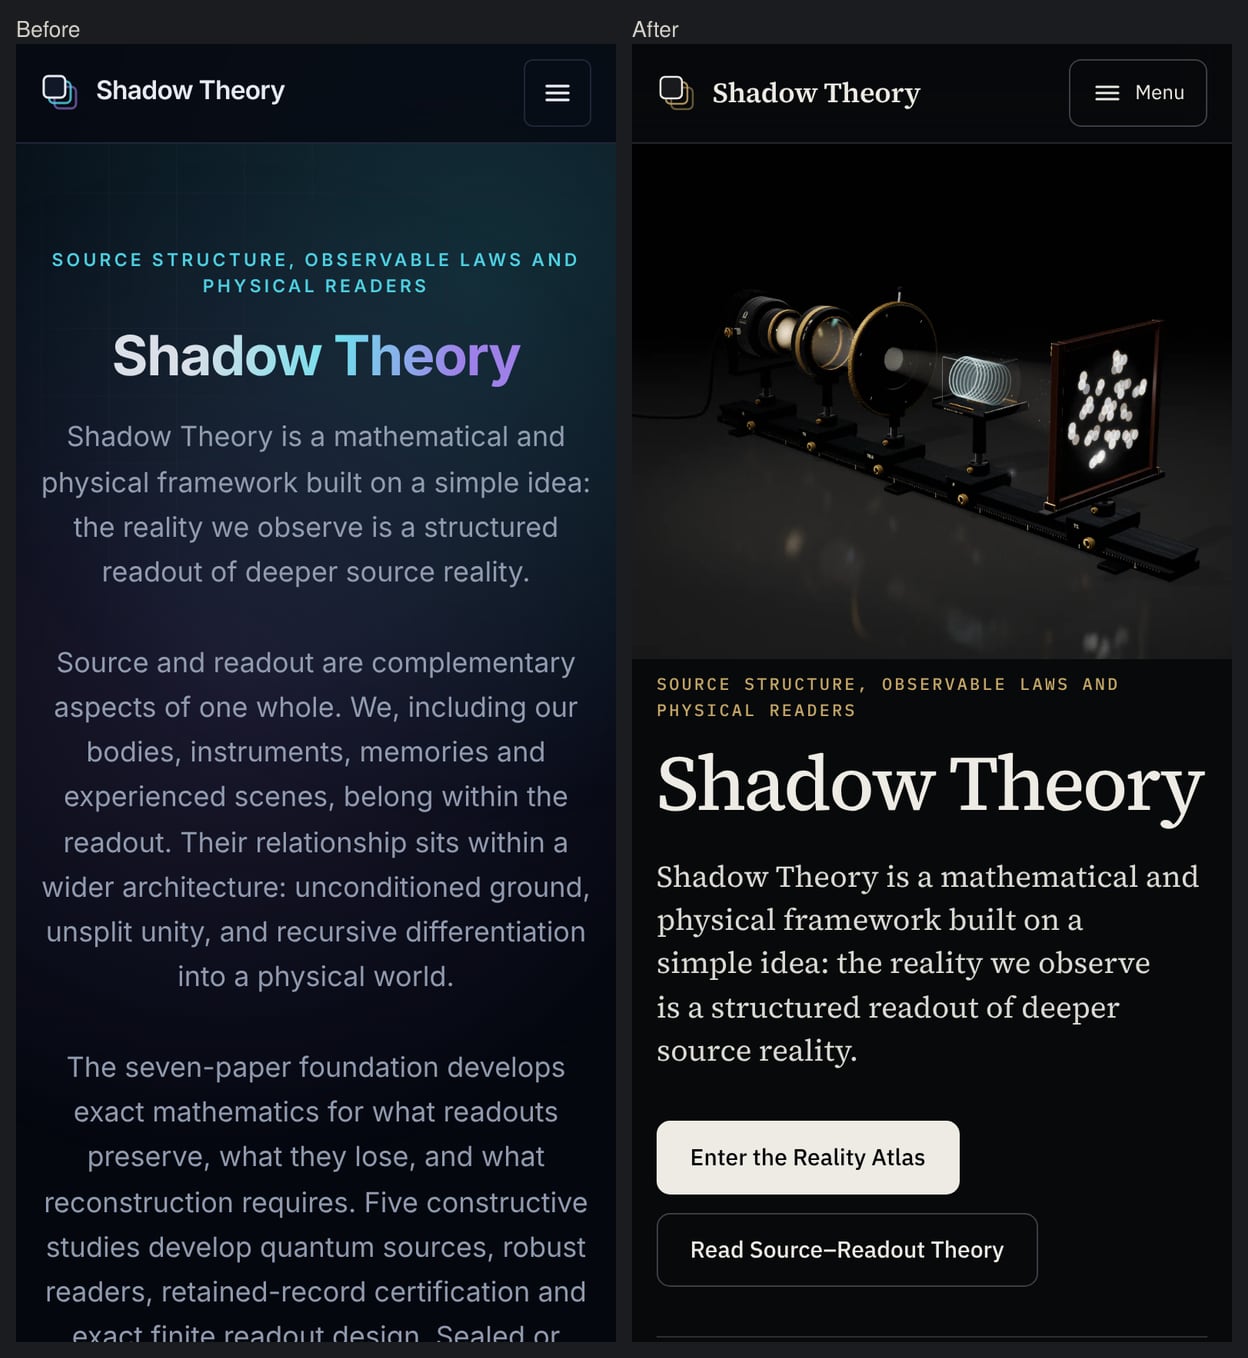 Before
Shadow Theory
SOURCE STRUCTURE, OBSERVABLE LAWS AND
PHYSICAL READERS
Shadow Theory
Shadow Theory is a mathematical and
physical framework built on a simple idea:
the reality we observe is a structured
readout of deeper source reality.
Source and readout are complementary
aspects of one whole. We, including our
bodies, instruments, memories and
experienced scenes, belong within the
readout. Their relationship sits within a
wider architecture: unconditioned ground,
unsplit unity, and recursive differentiation
into a physical world.
The seven-paper foundation develops
exact mathematics for what readouts
preserve, what they lose, and what
reconstruction requires. Five constructive
studies develop quantum sources, robust
readers, retained-record certification and
exact finite readout design. Sealed or
After
Shadow Theory
Menu
SOURCE STRUCTURE, OBSERVABLE LAWS AND
PHYSICAL READERS
Shadow Theory
Shadow Theory is a mathematical and
physical framework built on a
simple idea: the reality we observe
is a structured readout of deeper
source reality.
Enter the Reality Atlas
Read Source–Readout Theory